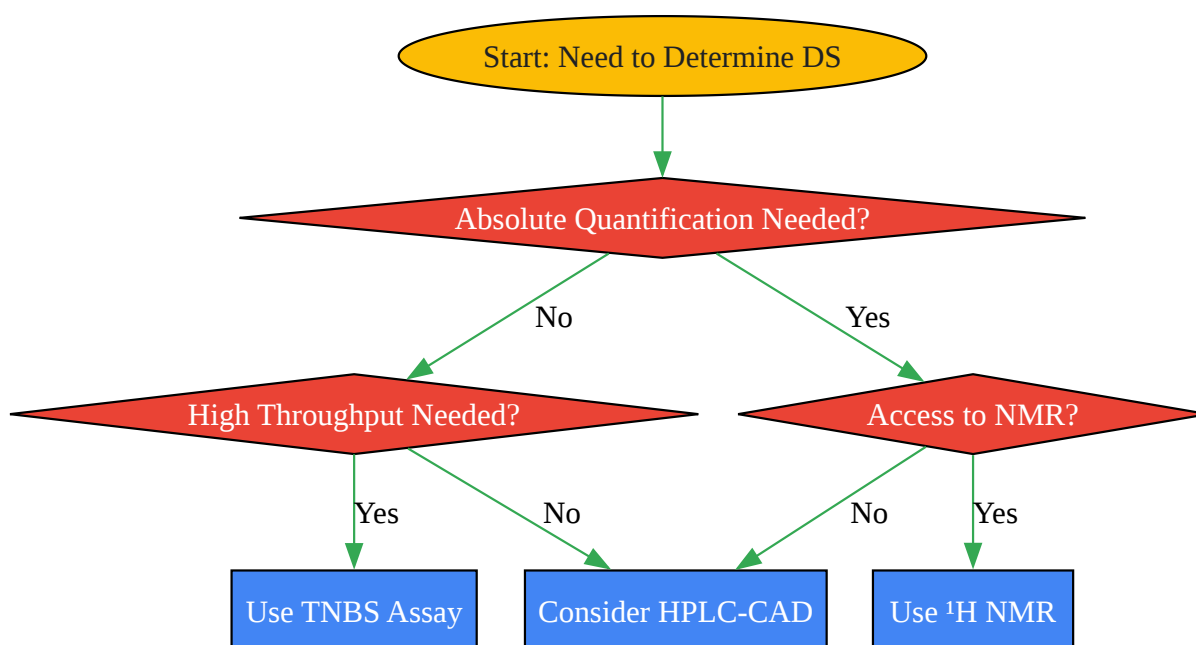 Start: Need to Determine DS
Absolute Quantification Needed?
No
Yes
High Throughput Needed?
Access to NMR?
Yes
No
No
Yes
Use TNBS Assay
Consider HPLC-CAD
Use ¹H NMR